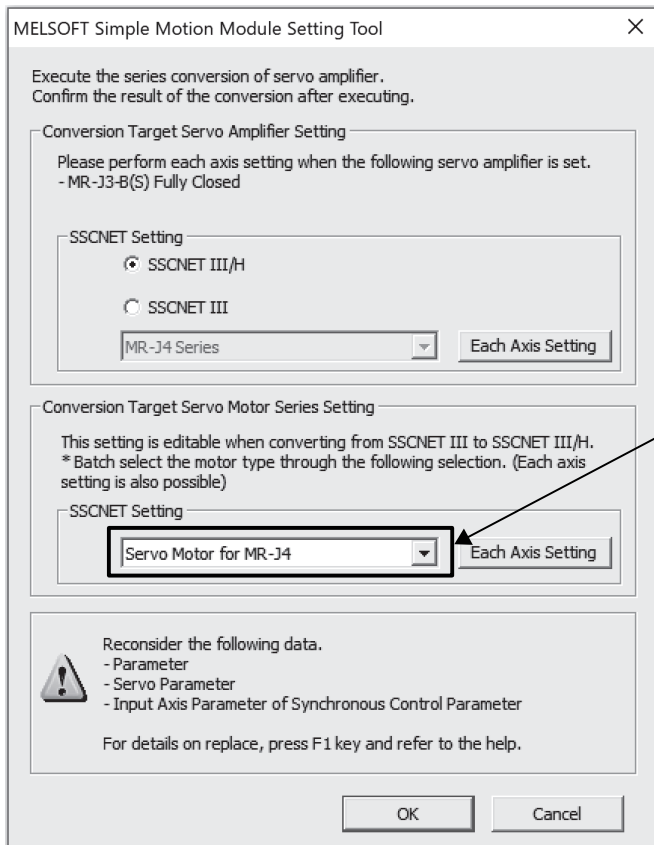 MELSOFT Simple Motion Module Setting Tool
Execute the series conversion of servo amplifier.
Confirm the result of the conversion after executing.
Conversion Target Servo Amplifier Setting
Please perform each axis setting when the following servo amplifier is set.
- MR-J3-B(S) Fully Closed
SSCNET Setting
SSCNET III/H
SSCNET III
MR-J4 Series
Each Axis Setting
Conversion Target Servo Motor Series Setting
This setting is editable when converting from SSCNET III to SSCNET III/H.
* Batch select the motor type through the following selection. (Each axis
setting is also possible)
SSCNET Setting
Servo Motor for MR-J4
Each Axis Setting
Reconsider the following data.
- Parameter
- Servo Parameter
- Input Axis Parameter of Synchronous Control Parameter
For details on replace, press F1 key and refer to the help.
OK
Cancel